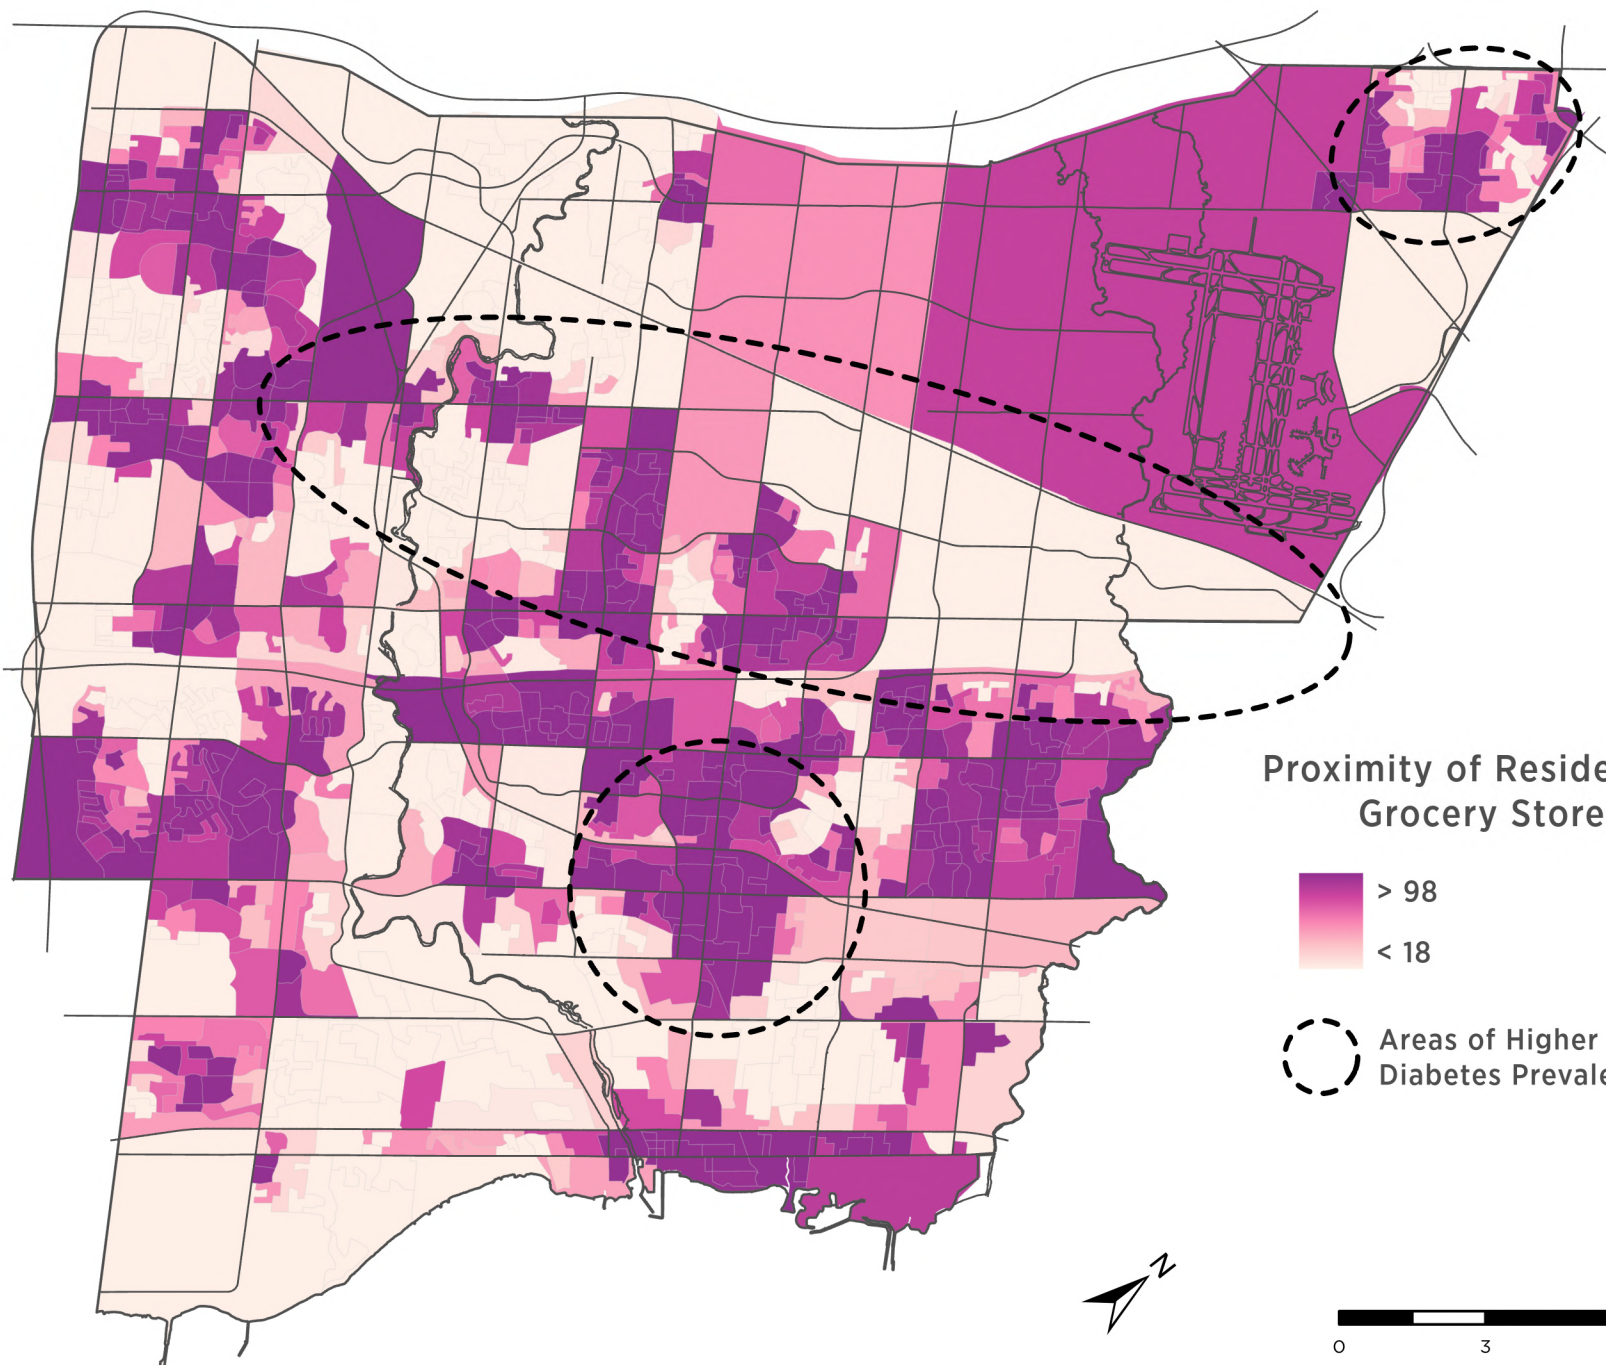 Proximity of Reside
Grocery Store
> 98
< 18
Areas of Higher
Diabetes Prevale
N
0 3